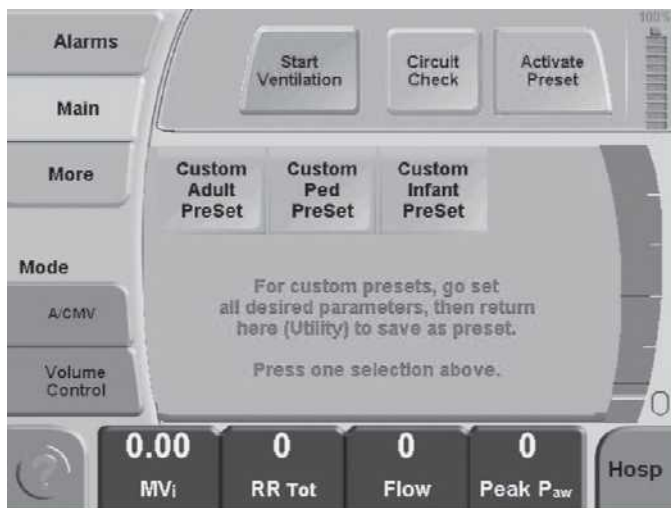 100%
Alarms
Start
Ventilation
Circuit
Check
Activate
Preset
Main
More
Custom
Adult
PreSet
Custom
Ped
PreSet
Custom
Infant
PreSet
Mode
For custom presets, go set
all desired parameters, then return
here (Utility) to save as preset.
Press one selection above.
A/CMV
Volume
Control
0
?
0.00
MVi
0
RR Tot
0
Flow
0
Peak Paw
Hosp